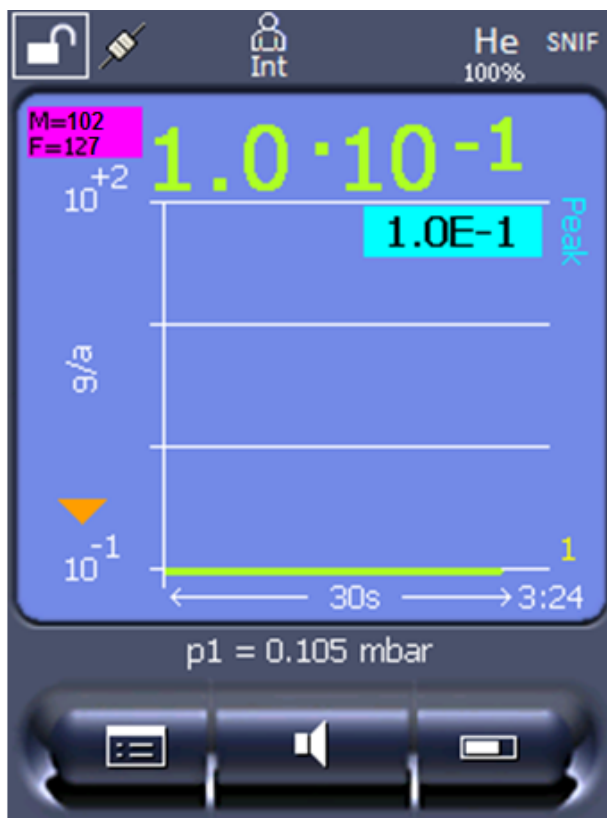 Int
He
100%
SNIF
M=102
F=127
1.0·10⁻¹
10⁺²
1.0E-1
Peak
g/a
10⁻¹
1
30s
3:24
p1 = 0.105 mbar